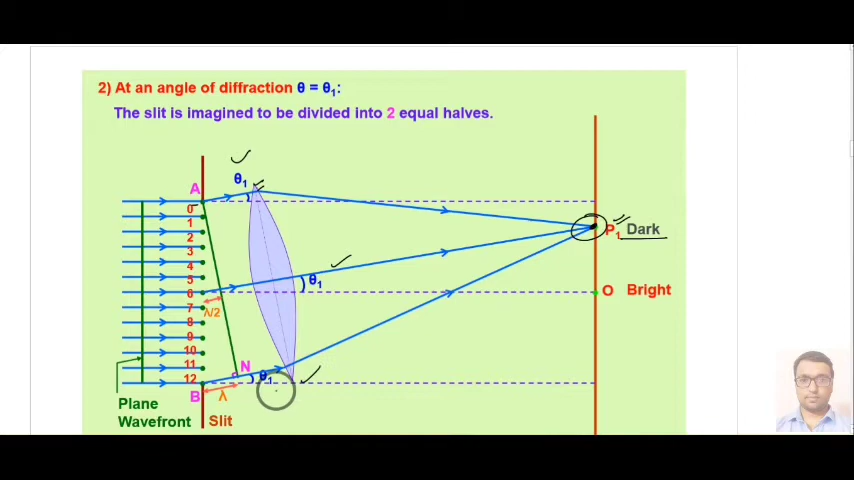 2) At an angle of diffraction θ = θ1:
The slit is imagined to be divided into 2 equal halves.
θ1
A
0
1
2
3
4
5
6
7
8
9
10
11
12
θ1
λ/2
N
θ1
B
λ
P1 Dark
O Bright
Plane
Wavefront
Slit